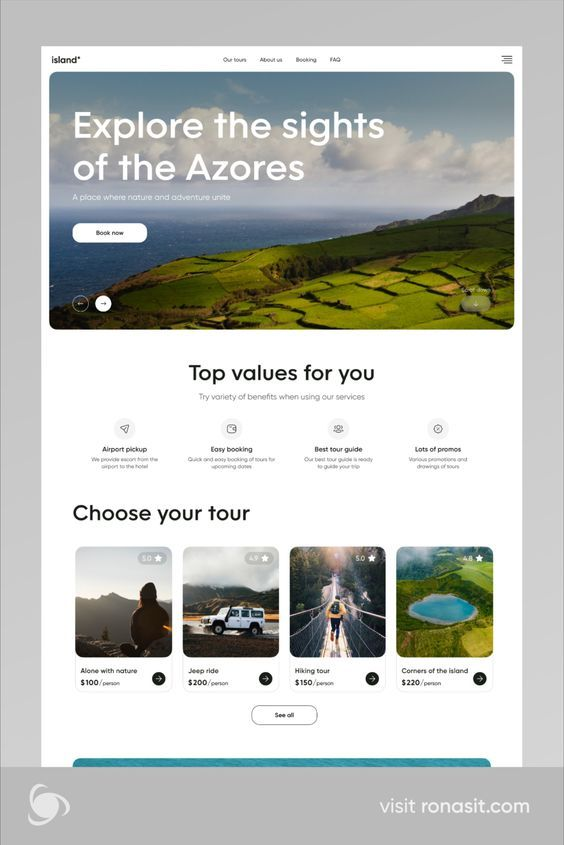 island*
Our tours
About us
Booking
FAQ
Explore the sights
of the Azores
A place where nature and adventure unite
Book now
Scroll down
Top values for you
Try variety of benefits when using our services
Airport pickup
We provide escort from the
airport to the hotel
Easy booking
Quick and easy booking of tours for
upcoming dates
Best tour guide
Our best tour guide is ready
to guide your trip
Lots of promos
Various promotions and
drawings of tours
Choose your tour
5.0
4.9
5.0
4.8
Alone with nature
$100/person
Jeep ride
$200/person
Hiking tour
$150/person
Corners of the island
$220/person
See all
visit ronasit.com